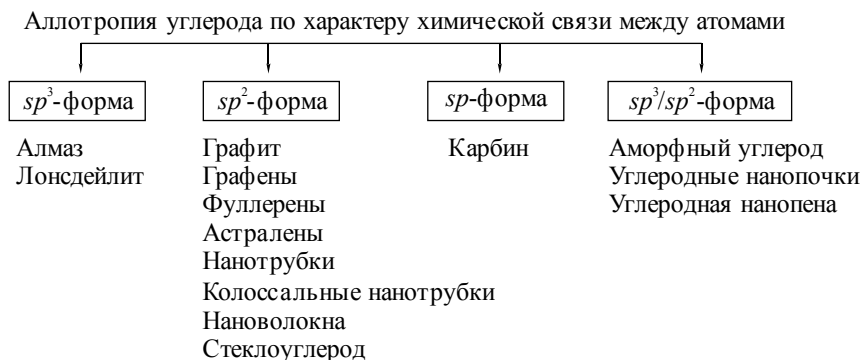 Аллотропия углерода по характеру химической связи между атомами
sp³-форма
Алмаз
Лонсдейлит
sp²-форма
Графит
Графены
Фуллерены
Астралены
Нанотрубки
Колоссальные нанотрубки
Нановолокна
Стеклоуглерод
sp-форма
Карбин
sp³/sp²-форма
Аморфный углерод
Углеродные нанопочки
Углеродная нанопена